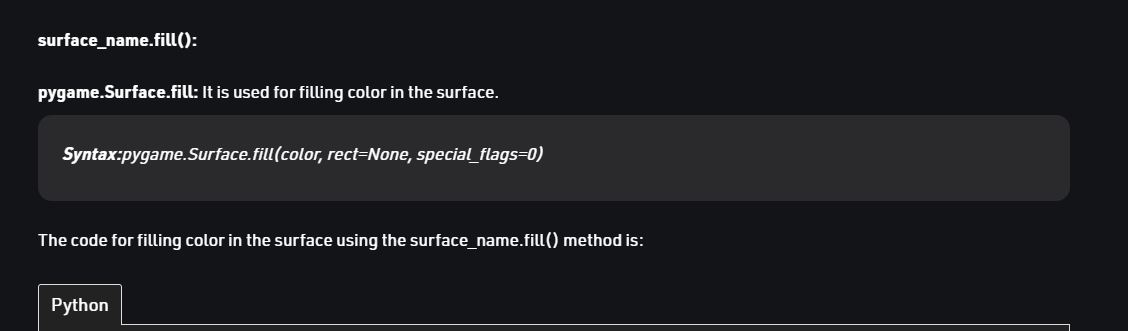 surface_name.fill():
pygame.Surface.fill: It is used for filling color in the surface.
Syntax:pygame.Surface.fill(color, rect=None, special_flags=0)
The code for filling color in the surface using the surface_name.fill() method is:
Python